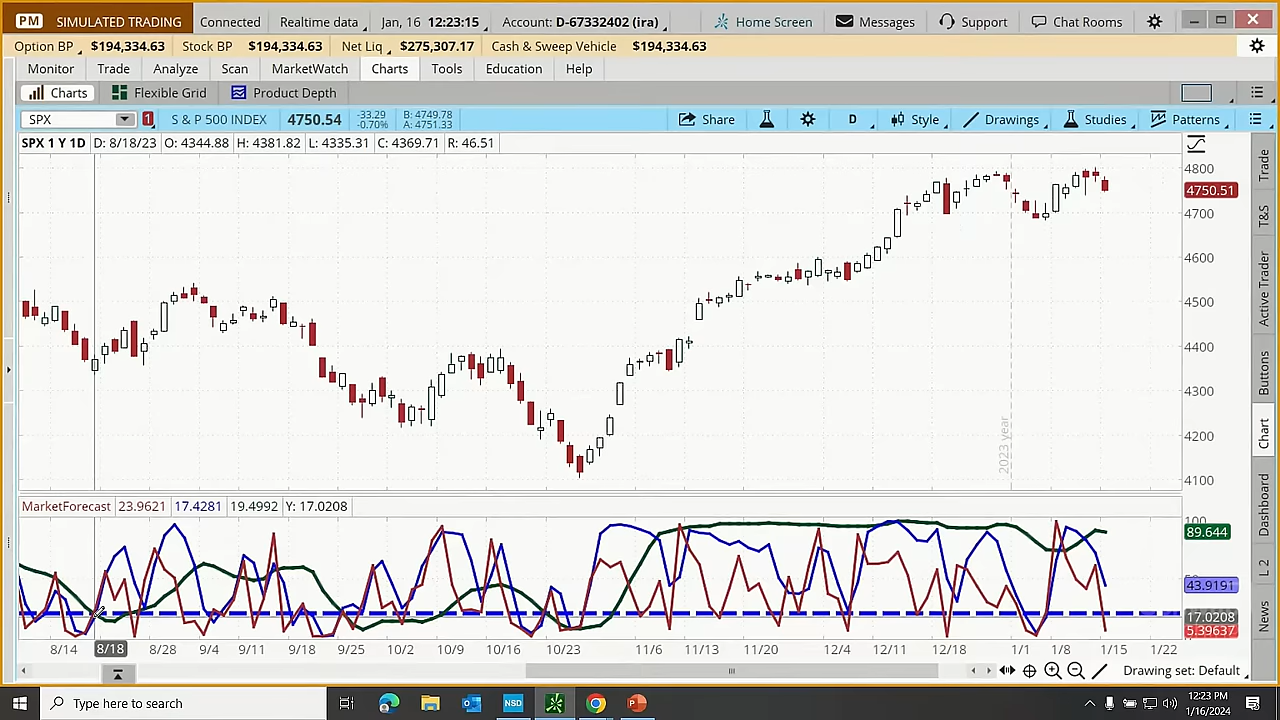 PM SIMULATED TRADING Connected Realtime data Jan, 16 12:23:15 Account: D-67332402 (ira) Home Screen Messages Support Chat Rooms
Option BP $194,334.63 Stock BP $194,334.63 Net Liq $275,307.17 Cash & Sweep Vehicle $194,334.63
Monitor Trade Analyze Scan MarketWatch Charts Tools Education Help
Charts Flexible Grid Product Depth
SPX 1 S & P 500 INDEX 4750.54 -33.29 B: 4749.78 Share D Style Drawings Studies Patterns
-0.70% A: 4751.33
SPX 1 Y 1D D: 8/18/23 O: 4344.88 H: 4381.82 L: 4335.31 C: 4369.71 R: 46.51
4800
4750.51
4700
4600
4500
4400
4300
4200
4100
2023 year
MarketForecast 23.9621 17.4281 19.4992 Y: 17.0208
100
89.644
43.9191
17.0208
5.39637
8/14 8/18 8/28 9/4 9/11 9/18 9/25 10/2 10/9 10/16 10/23 11/6 11/13 11/20 12/4 12/11 12/18 1/1 1/8 1/15 1/22
Drawing set: Default
Trade
T&S
Active Trader
Buttons
Chart
Dashboard
L 2
News
Type here to search NSD 12:23 PM
1/16/2024